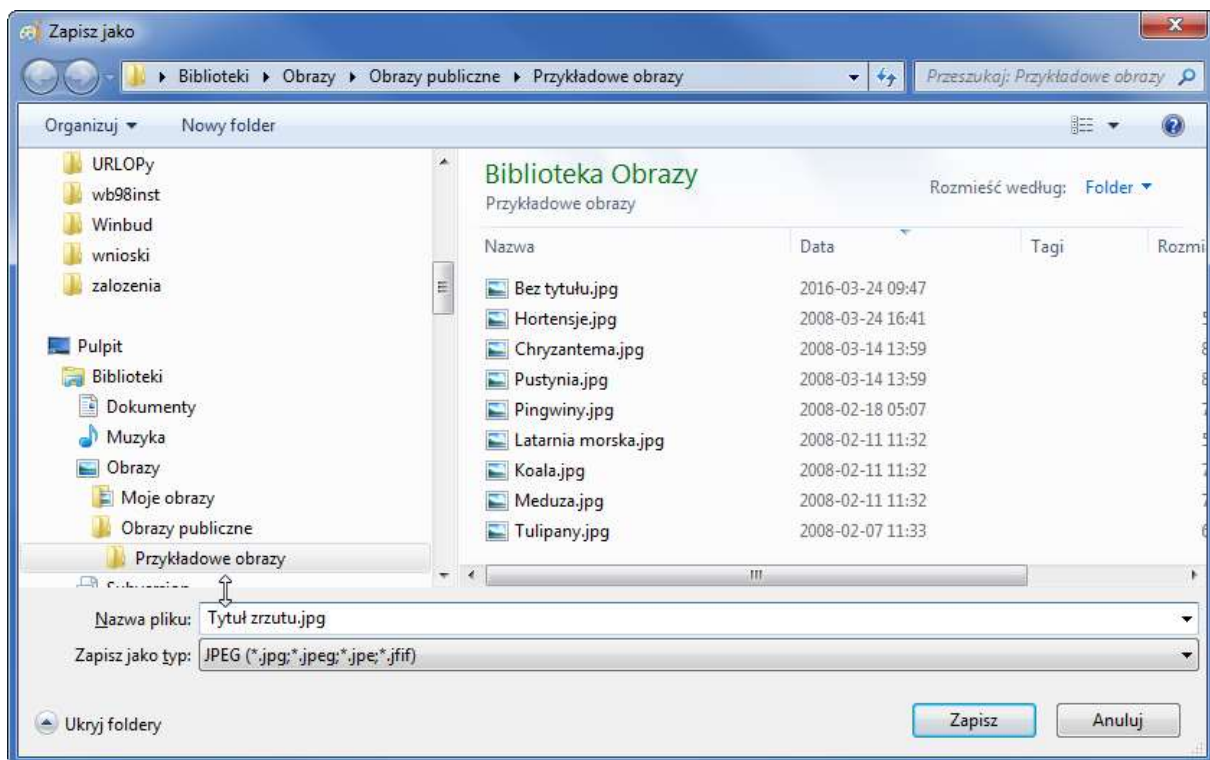 Zapisz jako
Biblioteki Obrazy Obrazy publiczne Przykładowe obrazy
Przeszukaj: Przykładowe obrazy
Organizuj Nowy folder
URLOPy
wb98inst
Winbud
wnioski
zalozenia
Pulpit
Biblioteki
Dokumenty
Muzyka
Obrazy
Moje obrazy
Obrazy publiczne
Przykładowe obrazy
Biblioteka Obrazy
Przykładowe obrazy
Rozmieść według: Folder
Nazwa Data Tagi
Bez tytułu.jpg 2016-03-24 09:47
Hortensje.jpg 2008-03-24 16:41
Chryzantema.jpg 2008-03-14 13:59
Pustynia.jpg 2008-03-14 13:59
Pingwiny.jpg 2008-02-18 05:07
Latarnia morska.jpg 2008-02-11 11:32
Koala.jpg 2008-02-11 11:32
Meduza.jpg 2008-02-11 11:32
Tulipany.jpg 2008-02-07 11:33
Nazwa pliku: Tytuł zrzutu.jpg
Zapisz jako typ: JPEG (*.jpg;*.jpeg;*.jpe;*.jfif)
Ukryj foldery
Zapisz Anuluj